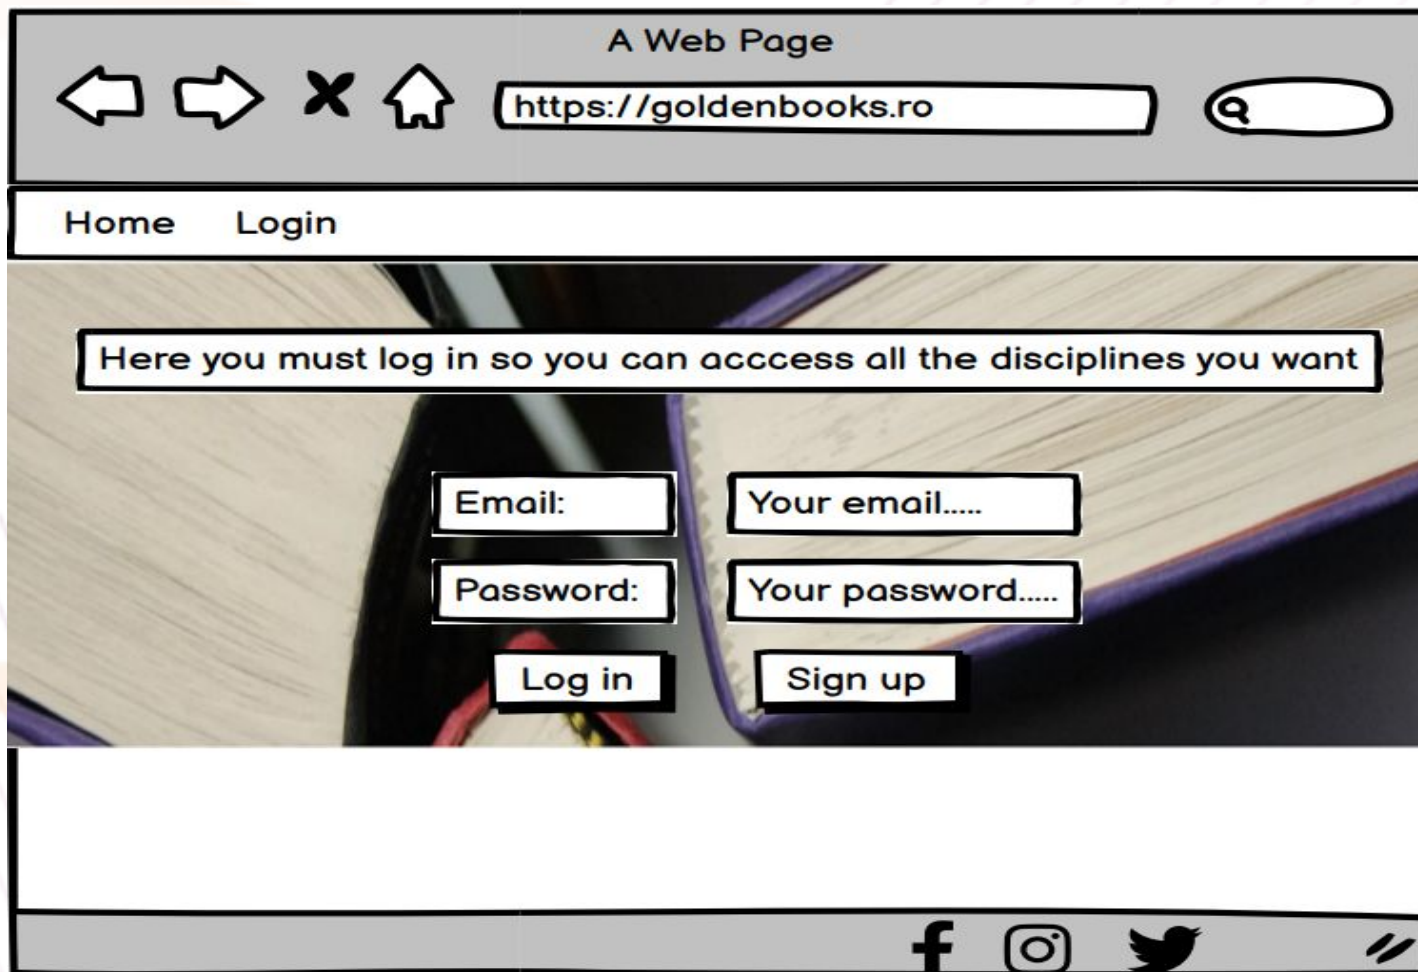 A Web Page
https://goldenbooks.ro
Home Login
Here you must log in so you can acccess all the disciplines you want
Email: Your email.....
Password: Your password.....
Log in Sign up